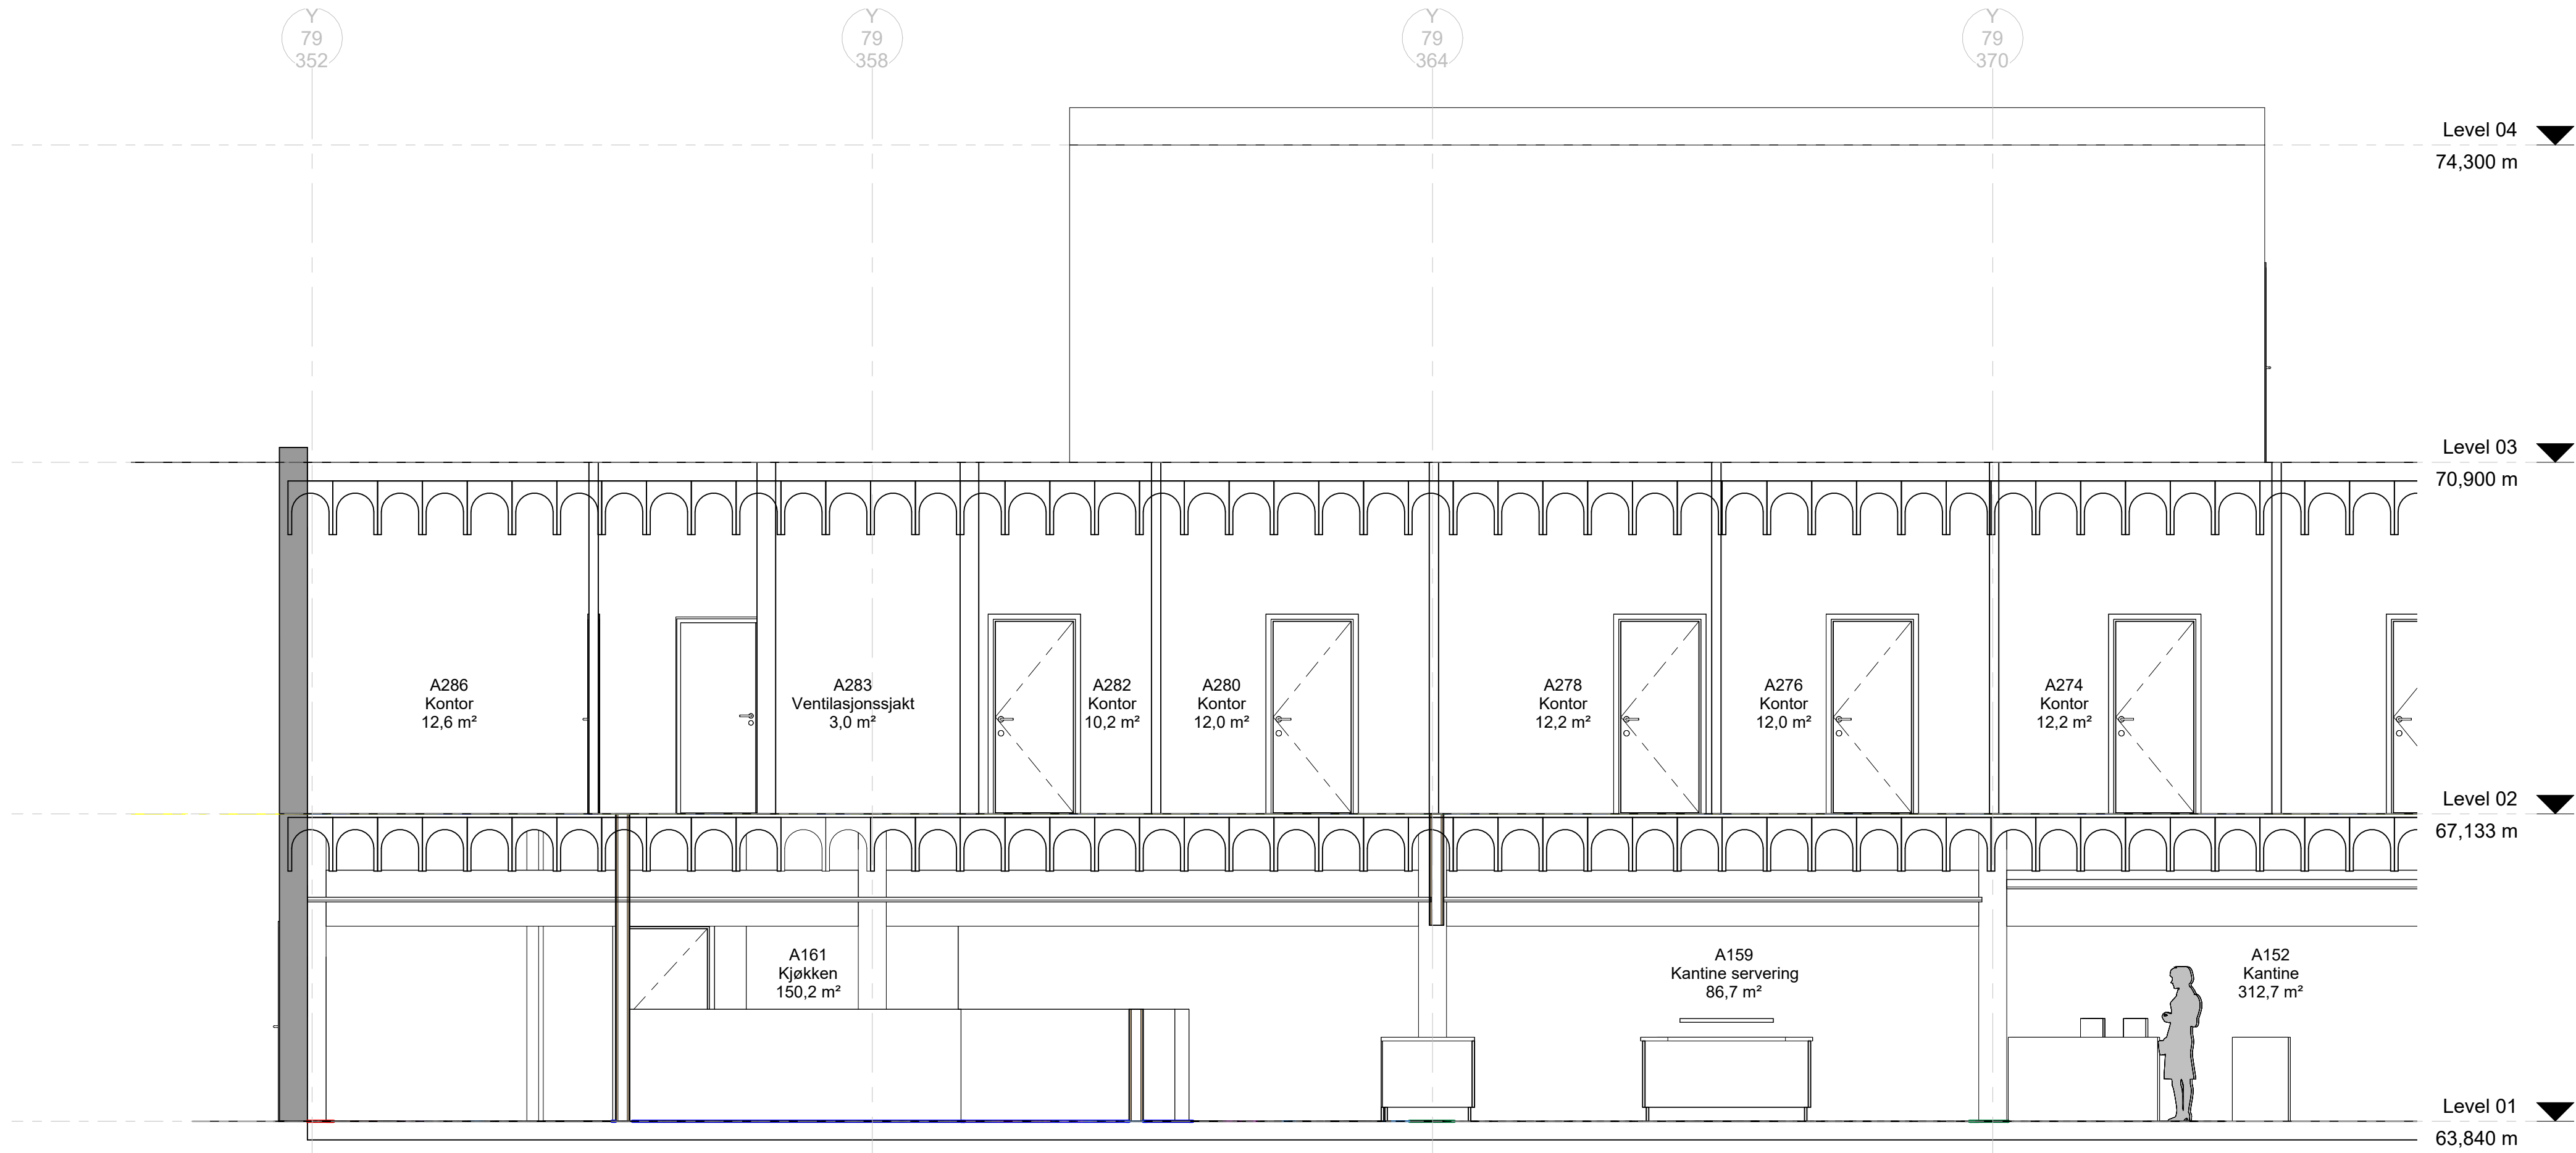 Y
79
352
Y
79
358
Y
79
364
Y
79
370
Level 04
74,300 m
Level 03
70,900 m
A286
Kontor
12,6 m²
A283
Ventilasjonssjakt
3,0 m²
A282
Kontor
10,2 m²
A280
Kontor
12,0 m²
A278
Kontor
12,2 m²
A276
Kontor
12,0 m²
A274
Kontor
12,2 m²
Level 02
67,133 m
A161
Kjøkken
150,2 m²
A159
Kantine servering
86,7 m²
A152
Kantine
312,7 m²
Level 01
63,840 m